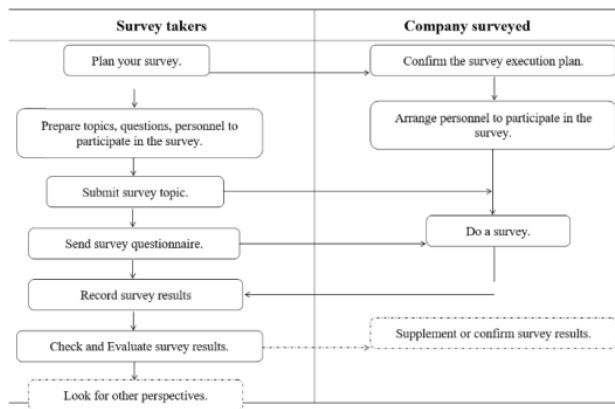 Survey takers
Company surveyed
Plan your survey.
Confirm the survey execution plan.
Prepare topics, questions, personnel to
participate in the survey.
Arrange personnel to participate in the
survey.
Submit survey topic.
Send survey questionnaire.
Do a survey.
Record survey results
Check and Evaluate survey results.
Supplement or confirm survey results.
Look for other perspectives.